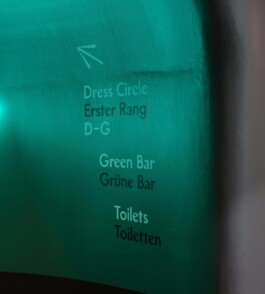 Dress Circle
Erster Rang
D-G
Green Bar
Grüne Bar
Toilets
Toiletten